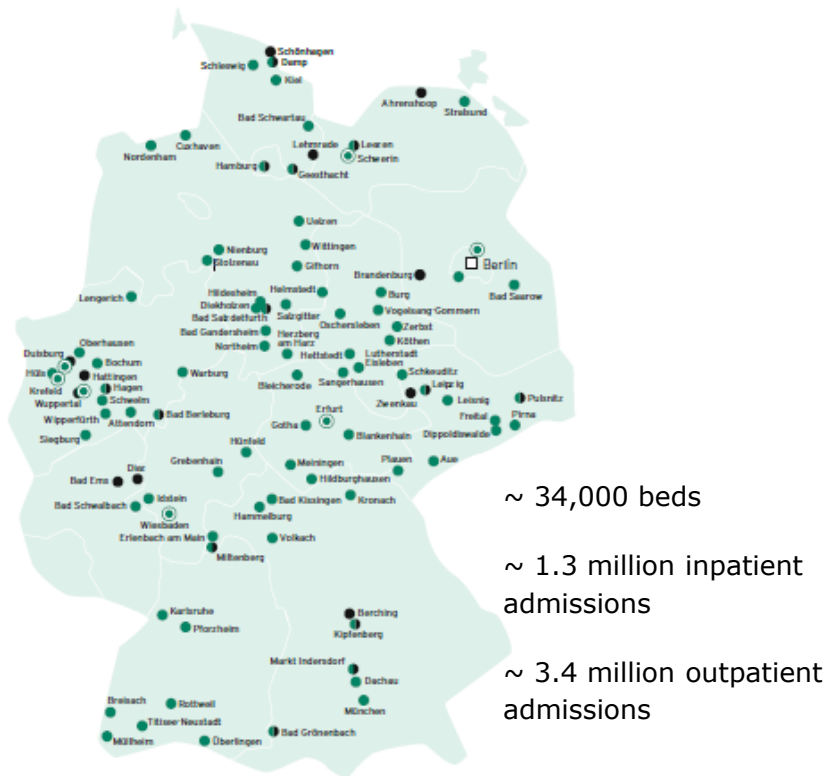 Schönhagen
Damp
Schleswig
Kiel
Ahrenshoop
Stralsund
Bad Schwartau
Cuxhaven
Nordenham
Lehmrade
Leezen
Schwerin
Hamburg
Geesthacht
Uelzen
Nienburg
Wittingen
Stolzenau
Gifhorn
Berlin
Brandenburg
Lengerich
Hildesheim
Helmstedt
Burg
Bad Saarow
Diekholzen
Salzgitter
Vogelsang-Gommern
Bad Salzdetfurth
Oschersleben
Zerbst
Bad Gandersheim
Herzberg
am Harz
Köthen
Oberhausen
Northeim
Hettstedt
Lutherstadt
Eisleben
Duisburg
Bochum
Hüls
Hattingen
Warburg
Bleicherode
Sangerhausen
Schkeuditz
Krefeld
Hagen
Leipzig
Wuppertal
Schwelm
Zwenkau
Leisnig
Pulsnitz
Wipperfürth
Attendorn
Bad Berleburg
Erfurt
Freital
Pirna
Siegburg
Gotha
Blankenhain
Dippoldiswalde
Hünfeld
Grebenhain
Meiningen
Plauen
Aue
Bad Ems
Diez
Hildburghausen
Bad Schwalbach
Idstein
Bad Kissingen
Kronach
Wiesbaden
Hammelburg
Erlenbach am Main
Volkach
Miltenberg
Karlsruhe
Berching
Pforzheim
Kipfenberg
Markt Indersdorf
Dachau
Breisach
Rottweil
München
Titisee-Neustadt
Müllheim
Überlingen
Bad Grönenbach
~ 34,000 beds
~ 1.3 million inpatient
admissions
~ 3.4 million outpatient
admissions